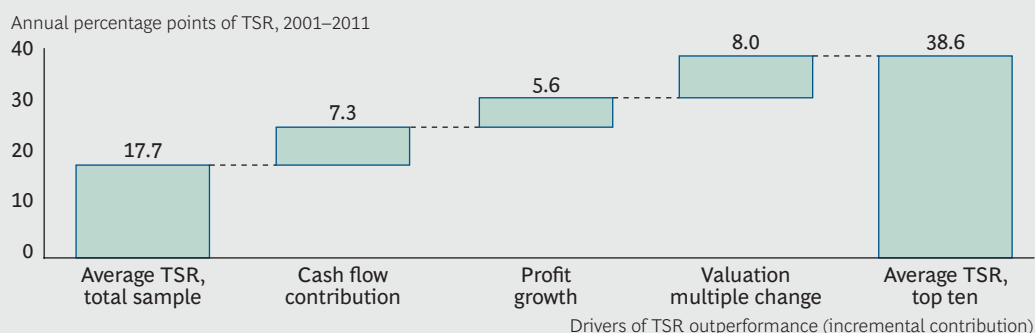 Annual percentage points of TSR, 2001–2011
40
30
20
10
0
17.7
7.3
5.6
8.0
38.6
Average TSR,
total sample
Cash flow
contribution
Profit
growth
Valuation
multiple change
Average TSR,
top ten
Drivers of TSR outperformance (incremental contribution)